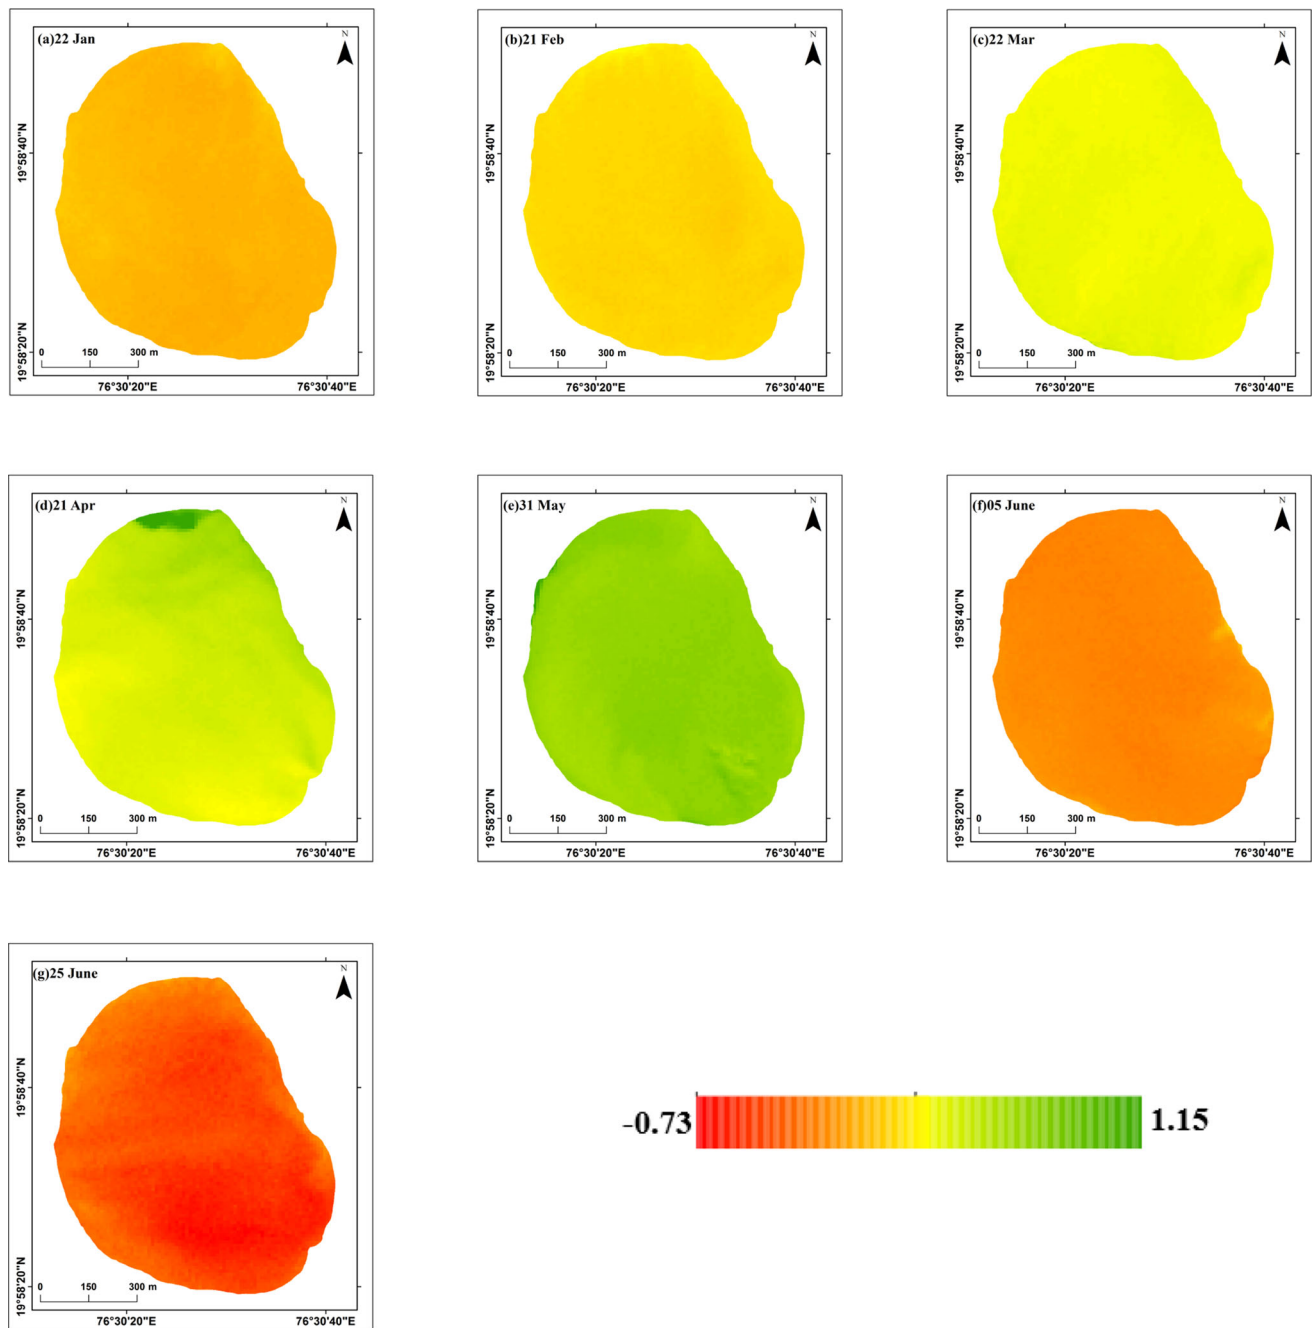 (a)22 Jan
N
19°58'40"N
19°58'20"N
0 150 300 m
76°30'20"E 76°30'40"E
(b)21 Feb
N
19°58'40"N
19°58'20"N
0 150 300 m
76°30'20"E 76°30'40"E
(c)22 Mar
N
19°58'40"N
19°58'20"N
0 150 300 m
76°30'20"E 76°30'40"E
(d)21 Apr
N
19°58'40"N
19°58'20"N
0 150 300 m
76°30'20"E 76°30'40"E
(e)31 May
N
19°58'40"N
19°58'20"N
0 150 300 m
76°30'20"E 76°30'40"E
(f)05 June
N
19°58'40"N
19°58'20"N
0 150 300 m
76°30'20"E 76°30'40"E
(g)25 June
N
19°58'40"N
19°58'20"N
0 150 300 m
76°30'20"E 76°30'40"E
-0.73 1.15